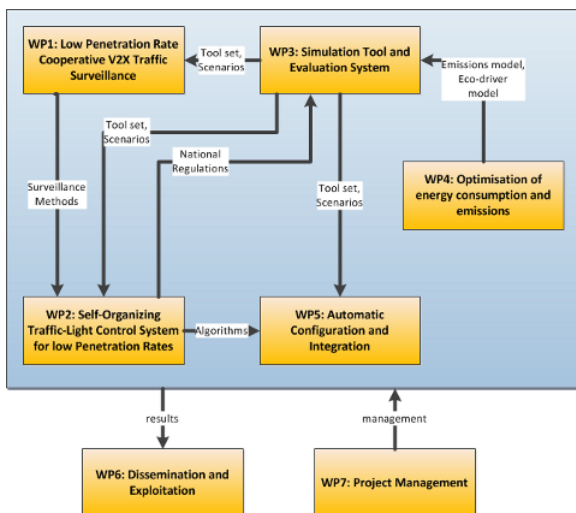 WP1: Low Penetration Rate
Cooperative V2X Traffic
Surveillance
Tool set,
Scenarios
WP3: Simulation Tool and
Evaluation System
Emissions model,
Eco-driver
model
Tool set,
Scenarios
National
Regulations
Surveillance
Methods
Tool set,
Scenarios
WP4: Optimisation of
energy consumption and
emissions
WP2: Self-Organizing
Traffic-Light Control System
for low Penetration Rates
Algorithms
WP5: Automatic
Configuration and
Integration
results
management
WP6: Dissemination and
Exploitation
WP7: Project Management